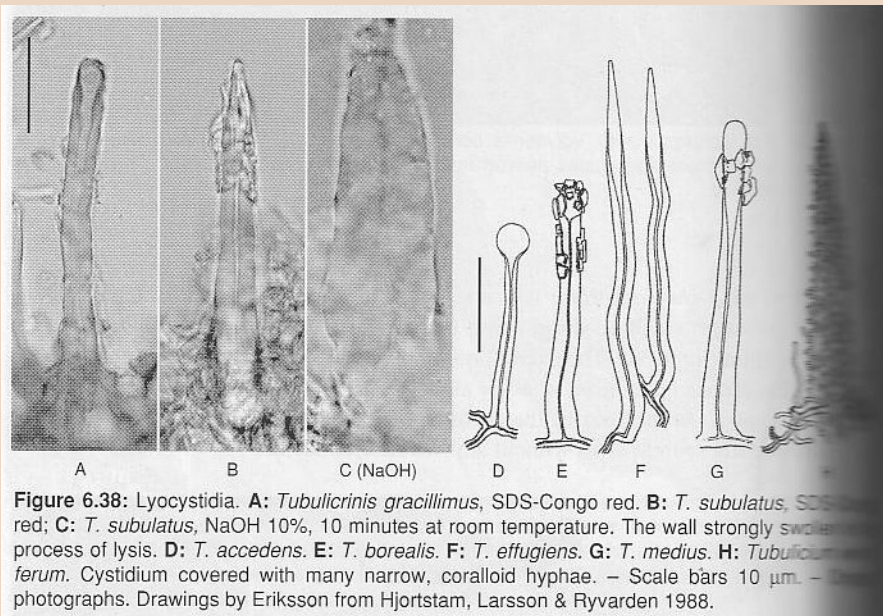 A B C (NaOH) D E F G
Figure 6.38: Lyocystidia. A: Tubulicrinis gracillimus, SDS-Congo red. B: T. subulatus,
red; C: T. subulatus, NaOH 10%, 10 minutes at room temperature. The wall strongly
process of lysis. D: T. accedens. E: T. borealis. F: T. effugiens. G: T. medius. H:
ferum. Cystidium covered with many narrow, coralloid hyphae. – Scale bars 10 µm. –
photographs. Drawings by Eriksson from Hjortstam, Larsson & Ryvarden 1988.